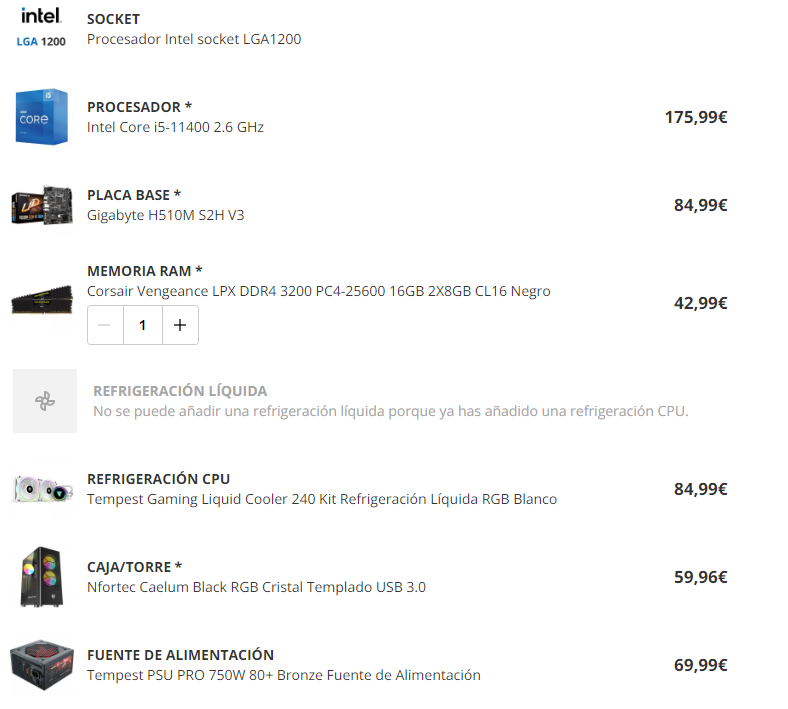 intel.
LGA 1200
SOCKET
Procesador Intel socket LGA1200
CORE
i5
PROCESADOR *
Intel Core i5-11400 2.6 GHz
175,99€
PLACA BASE *
Gigabyte H510M S2H V3
84,99€
MEMORIA RAM *
Corsair Vengeance LPX DDR4 3200 PC4-25600 16GB 2X8GB CL16 Negro
42,99€
− 1 +
REFRIGERACIÓN LÍQUIDA
No se puede añadir una refrigeración líquida porque ya has añadido una refrigeración CPU.
REFRIGERACIÓN CPU
Tempest Gaming Liquid Cooler 240 Kit Refrigeración Líquida RGB Blanco
84,99€
CAJA/TORRE *
Nfortec Caelum Black RGB Cristal Templado USB 3.0
59,96€
FUENTE DE ALIMENTACIÓN
Tempest PSU PRO 750W 80+ Bronze Fuente de Alimentación
69,99€